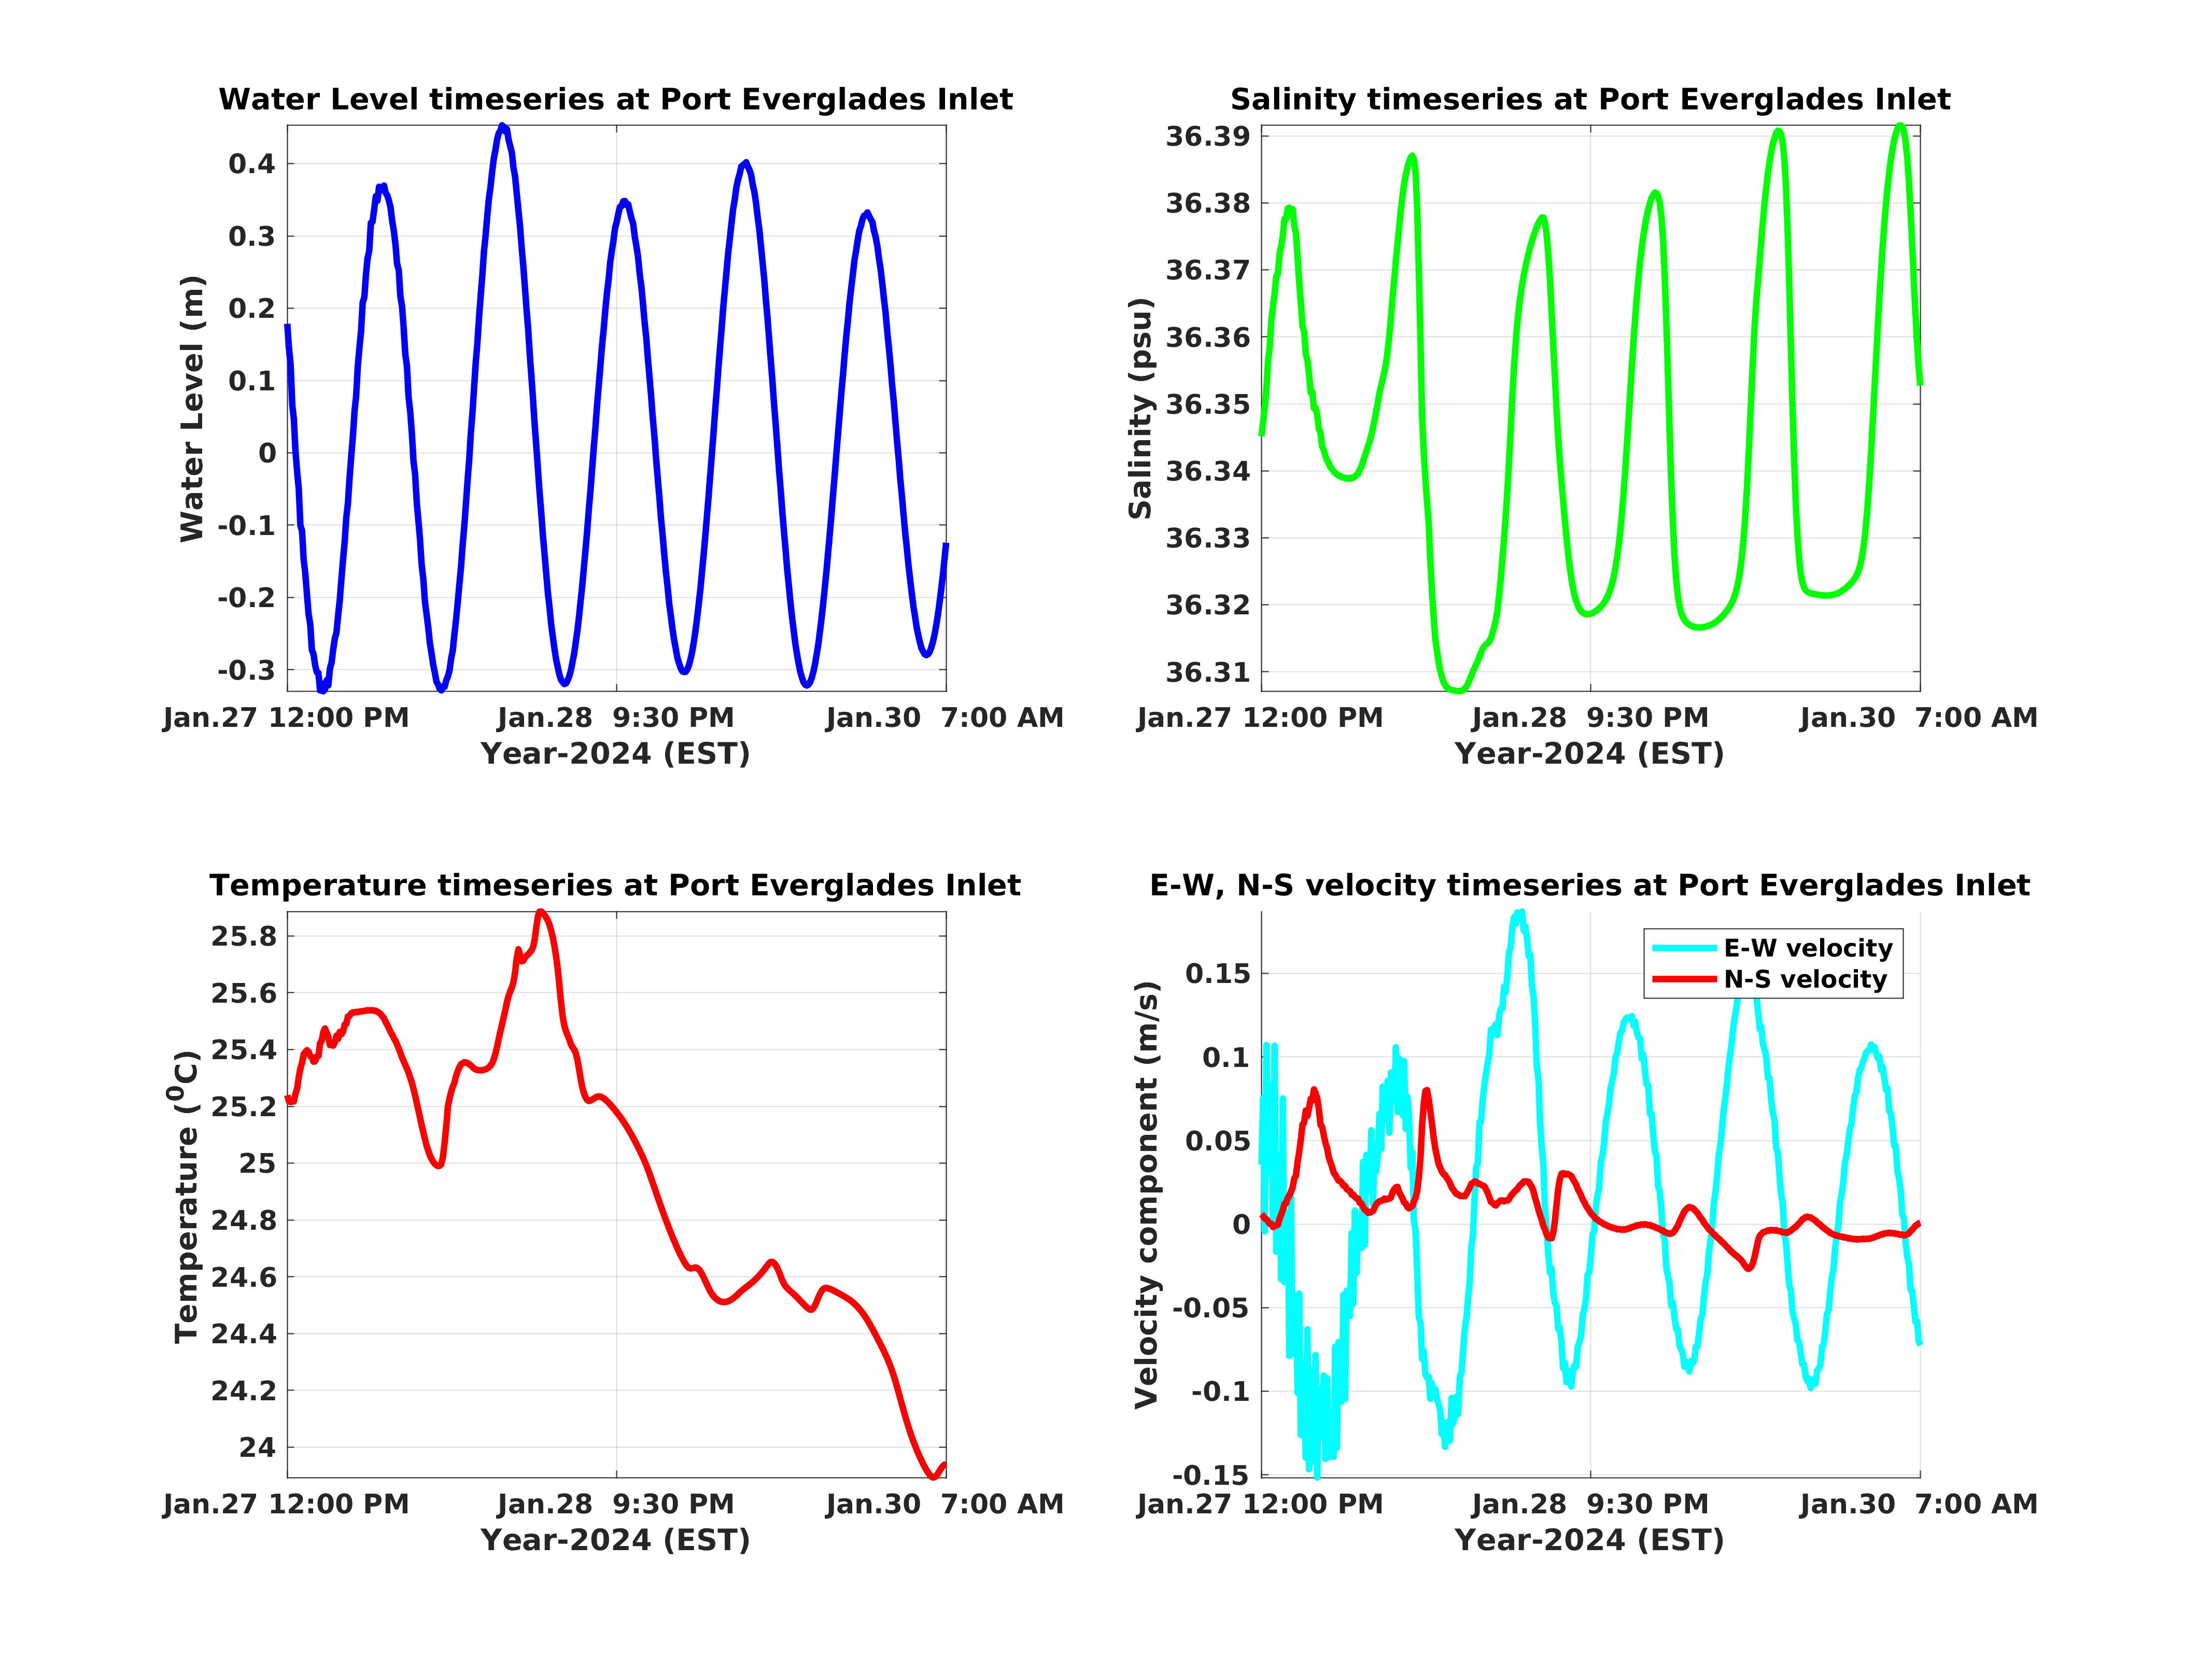 Water Level timeseries at Port Everglades Inlet
0.4
0.3
0.2
0.1
0
-0.1
-0.2
-0.3
Water Level (m)
Jan.27 12:00 PM
Jan.28 9:30 PM
Jan.30 7:00 AM
Year-2024 (EST)
Salinity timeseries at Port Everglades Inlet
36.39
36.38
36.37
36.36
36.35
36.34
36.33
36.32
36.31
Salinity (psu)
Jan.27 12:00 PM
Jan.28 9:30 PM
Jan.30 7:00 AM
Year-2024 (EST)
Temperature timeseries at Port Everglades Inlet
25.8
25.6
25.4
25.2
25
24.8
24.6
24.4
24.2
24
Temperature (⁰C)
Jan.27 12:00 PM
Jan.28 9:30 PM
Jan.30 7:00 AM
Year-2024 (EST)
E-W, N-S velocity timeseries at Port Everglades Inlet
E-W velocity
N-S velocity
0.15
0.1
0.05
0
-0.05
-0.1
-0.15
Velocity component (m/s)
Jan.27 12:00 PM
Jan.28 9:30 PM
Jan.30 7:00 AM
Year-2024 (EST)